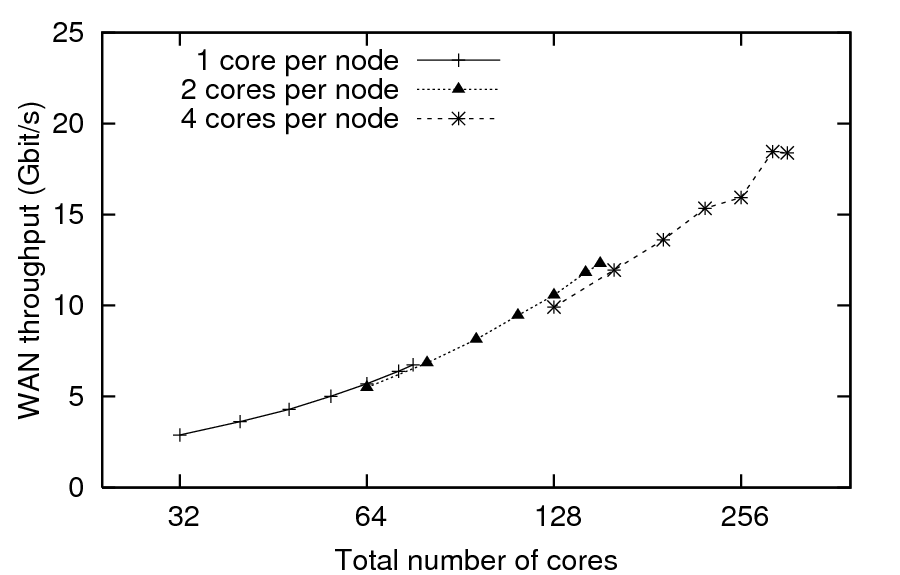 25
20
15
10
5
0
WAN throughput (Gbit/s)
1 core per node
2 cores per node
4 cores per node
32 64 128 256
Total number of cores